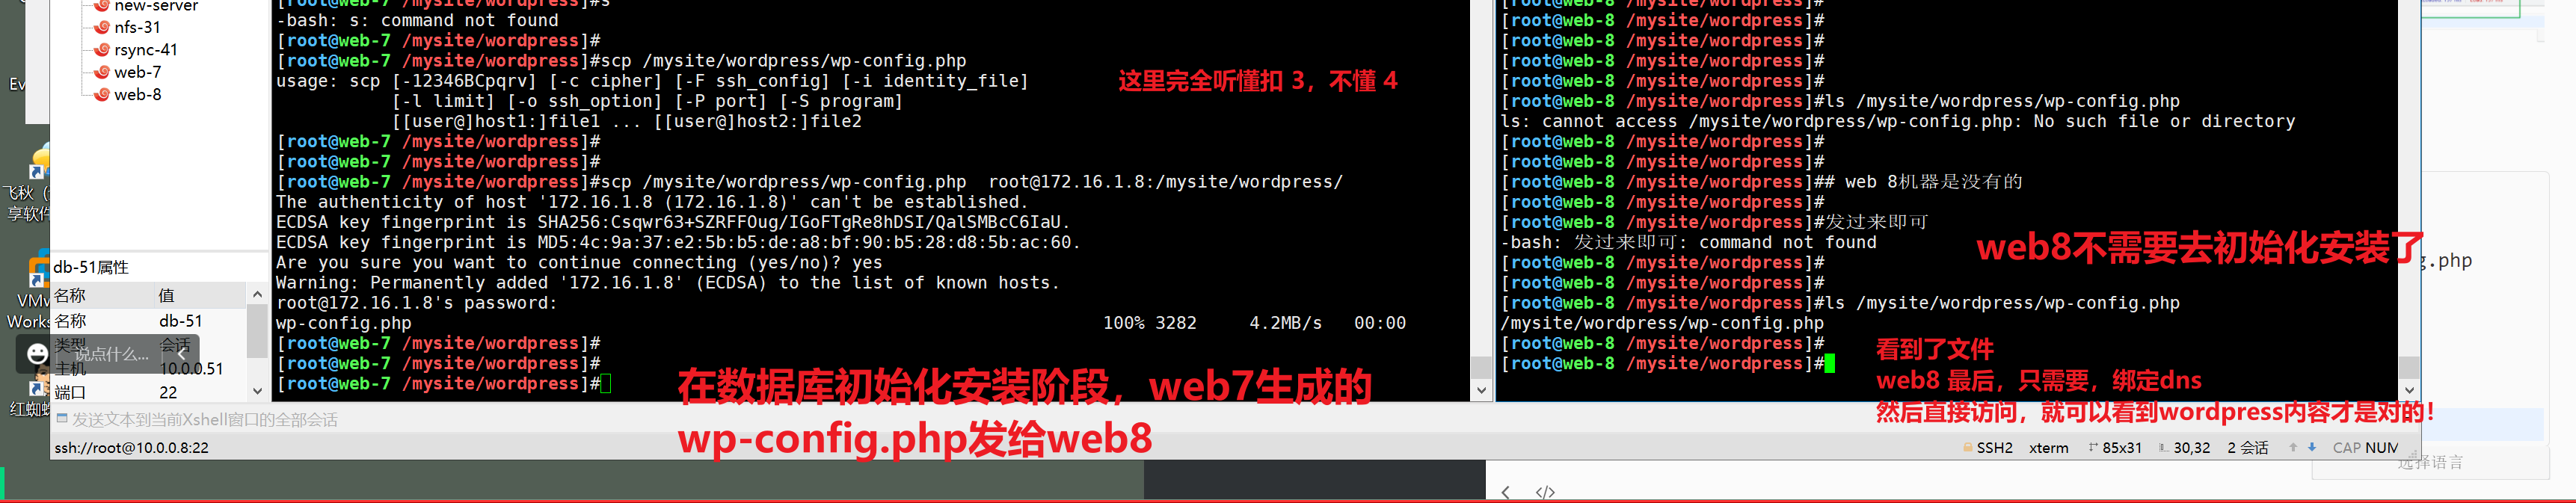 new-server
nfs-31
rsync-41
web-7
web-8
Ev
飞秋
享软件
VMw
Works
红蜘蛛
db-51属性
名称 值
名称 db-51
类型 会话
主机 10.0.0.51
端口 22
说点什么...
[root@web-7 /mysite/wordpress]#s
-bash: s: command not found
[root@web-7 /mysite/wordpress]#
[root@web-7 /mysite/wordpress]#scp /mysite/wordpress/wp-config.php
usage: scp [-12346BCpqrv] [-c cipher] [-F ssh_config] [-i identity_file]
[-l limit] [-o ssh_option] [-P port] [-S program]
[[user@]host1:]file1 ... [[user@]host2:]file2
[root@web-7 /mysite/wordpress]#
[root@web-7 /mysite/wordpress]#
[root@web-7 /mysite/wordpress]#scp /mysite/wordpress/wp-config.php  root@172.16.1.8:/mysite/wordpress/
The authenticity of host '172.16.1.8 (172.16.1.8)' can't be established.
ECDSA key fingerprint is SHA256:Csqwr63+SZRFFOug/IGoFTgRe8hDSI/QalSMBcC6IaU.
ECDSA key fingerprint is MD5:4c:9a:37:e2:5b:b5:de:a8:bf:90:b5:28:d8:5b:ac:60.
Are you sure you want to continue connecting (yes/no)? yes
Warning: Permanently added '172.16.1.8' (ECDSA) to the list of known hosts.
root@172.16.1.8's password:
wp-config.php 100% 3282 4.2MB/s 00:00
[root@web-7 /mysite/wordpress]#
[root@web-7 /mysite/wordpress]#
[root@web-7 /mysite/wordpress]#
这里完全听懂扣 3，不懂 4
在数据库初始化安装阶段，web7生成的
wp-config.php发给web8
[root@web-8 /mysite/wordpress]#
[root@web-8 /mysite/wordpress]#
[root@web-8 /mysite/wordpress]#
[root@web-8 /mysite/wordpress]#
[root@web-8 /mysite/wordpress]#
[root@web-8 /mysite/wordpress]#ls /mysite/wordpress/wp-config.php
ls: cannot access /mysite/wordpress/wp-config.php: No such file or directory
[root@web-8 /mysite/wordpress]#
[root@web-8 /mysite/wordpress]#
[root@web-8 /mysite/wordpress]## web 8机器是没有的
[root@web-8 /mysite/wordpress]#
[root@web-8 /mysite/wordpress]#发过来即可
-bash: 发过来即可: command not found
[root@web-8 /mysite/wordpress]#
[root@web-8 /mysite/wordpress]#
[root@web-8 /mysite/wordpress]#ls /mysite/wordpress/wp-config.php
/mysite/wordpress/wp-config.php
[root@web-8 /mysite/wordpress]#
[root@web-8 /mysite/wordpress]#
web8不需要去初始化安装了
看到了文件
web8 最后，只需要，绑定dns
然后直接访问，就可以看到wordpress内容才是对的！
g.php
发送文本到当前Xshell窗口的全部会话
ssh://root@10.0.0.8:22
SSH2 xterm 85x31 30,32 2 会话 CAP NUM
选择语言